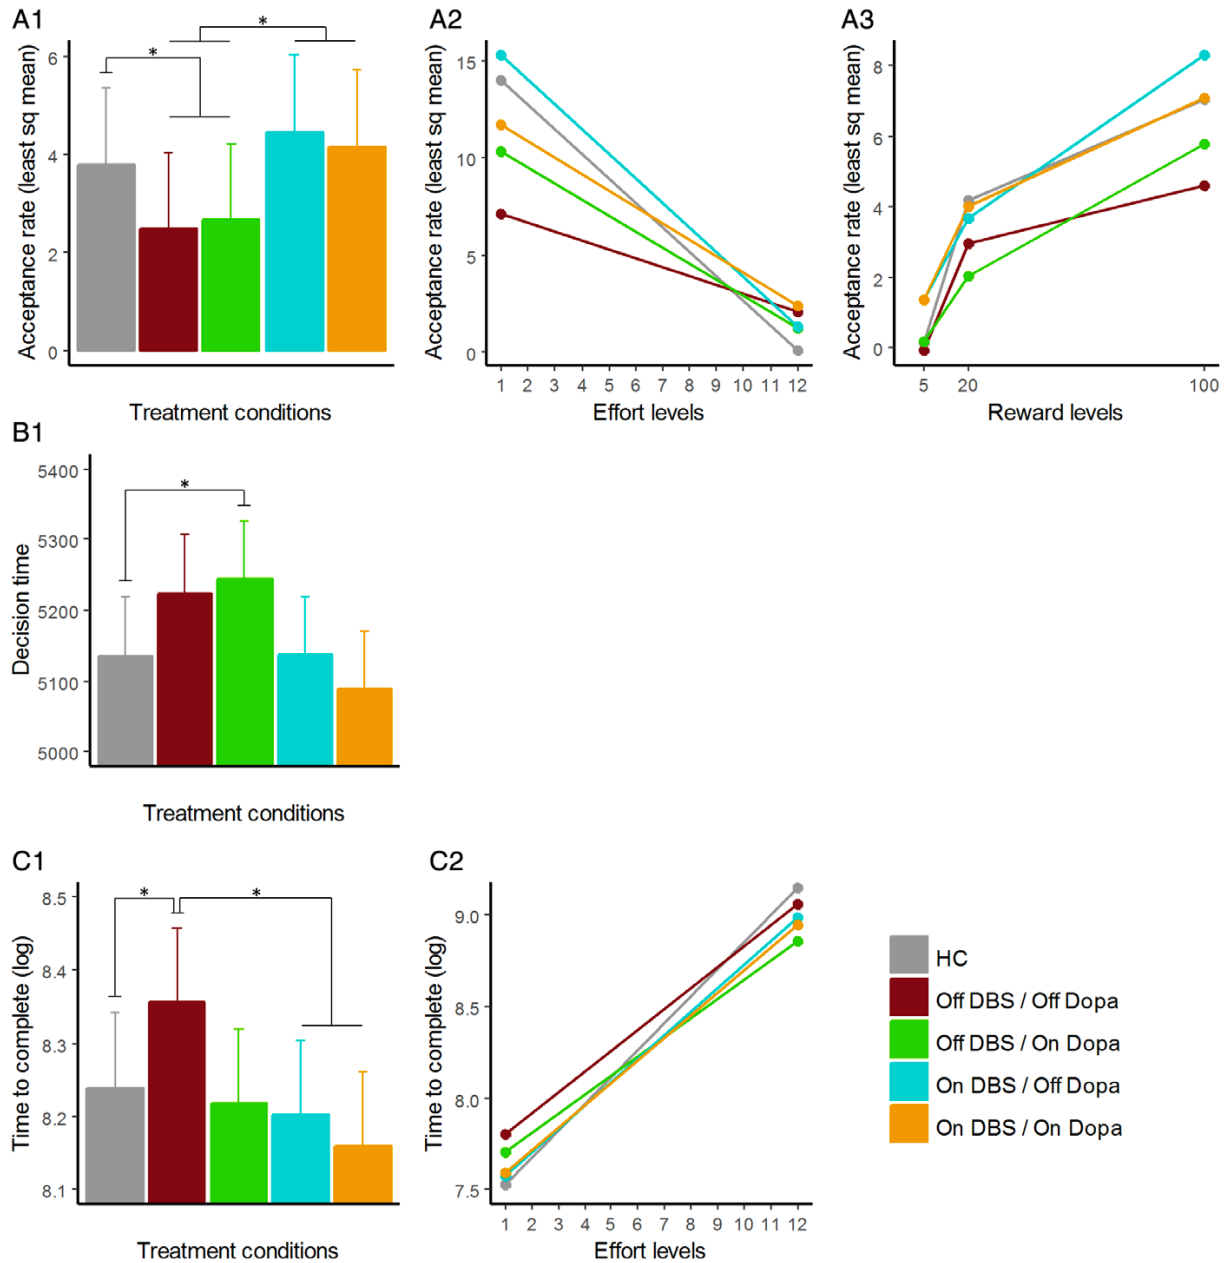 A1
Acceptance rate (least sq mean)
6
4
2
0
*
*
Treatment conditions
A2
Acceptance rate (least sq mean)
15
10
5
0
1 2 3 4 5 6 7 8 9 10 11 12
Effort levels
A3
Acceptance rate (least sq mean)
8
6
4
2
0
5 20 100
Reward levels
B1
Decision time
5400
5300
5200
5100
5000
*
Treatment conditions
C1
Time to complete (log)
8.5
8.4
8.3
8.2
8.1
* *
Treatment conditions
C2
Time to complete (log)
9.0
8.5
8.0
7.5
1 2 3 4 5 6 7 8 9 10 11 12
Effort levels
HC
Off DBS / Off Dopa
Off DBS / On Dopa
On DBS / Off Dopa
On DBS / On Dopa